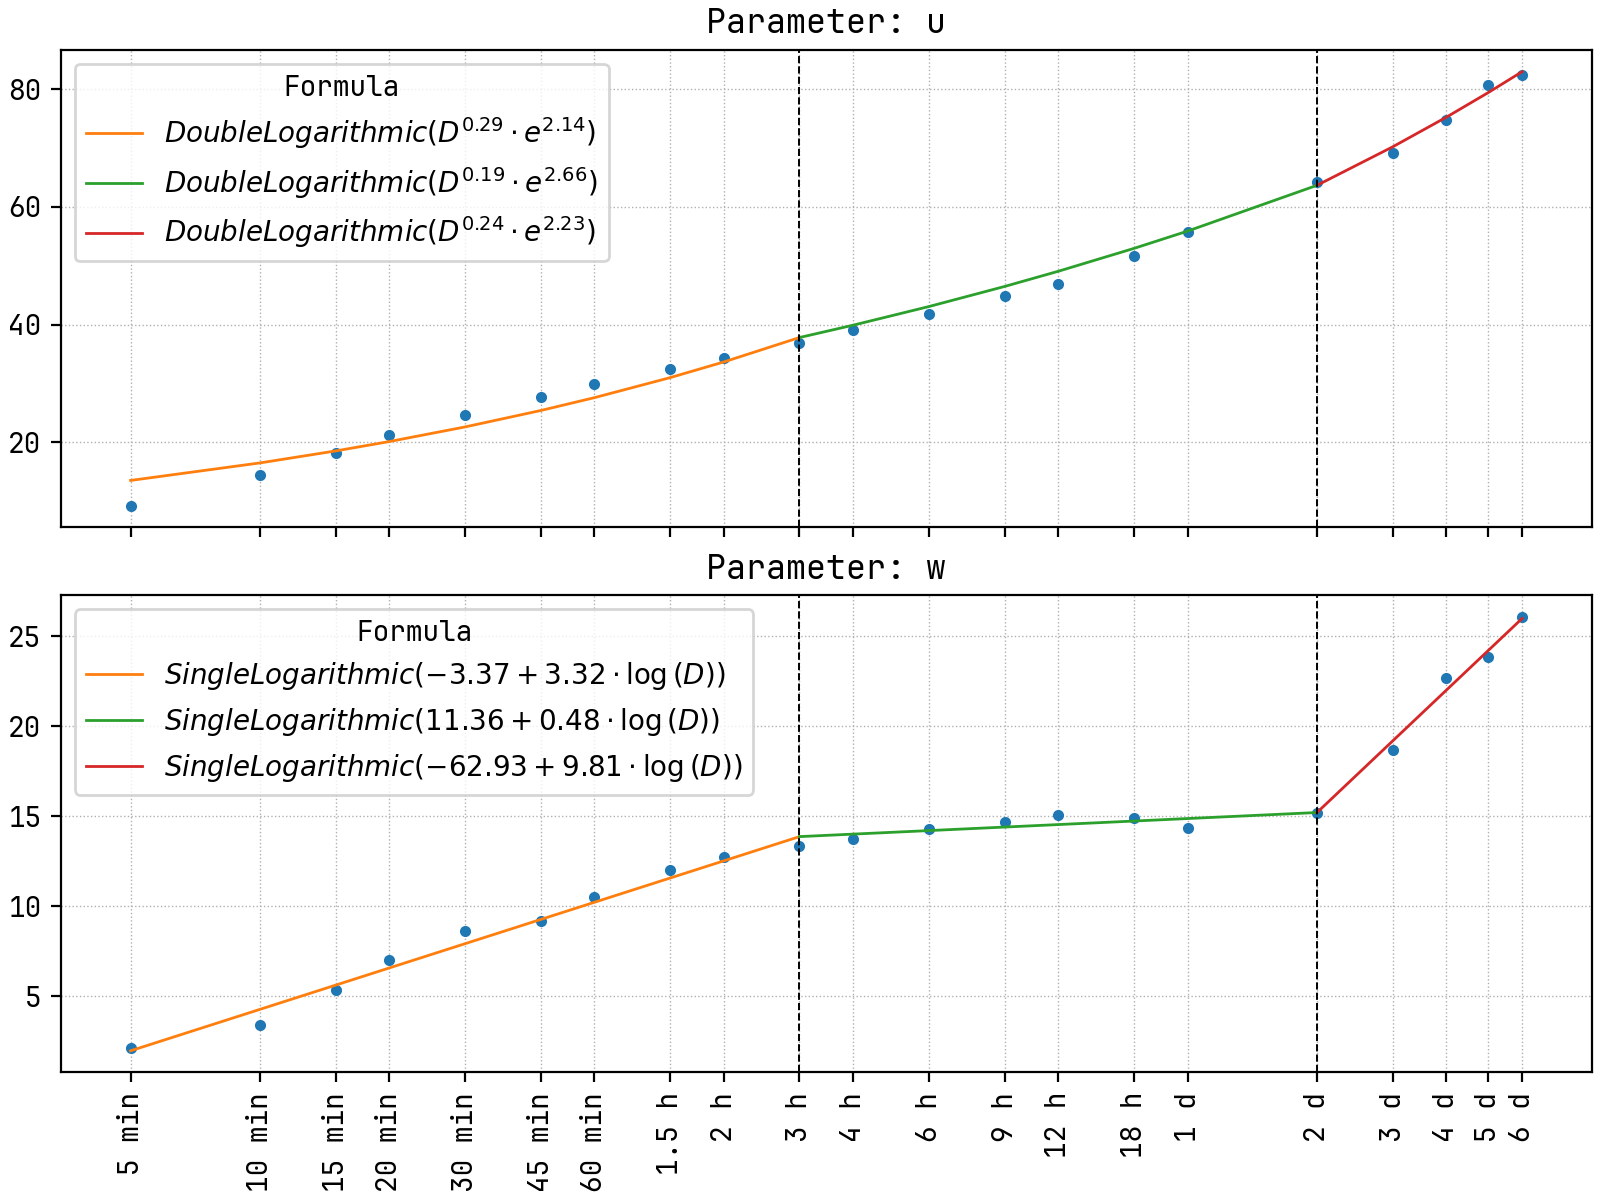 Parameter: u
80
60
40
20
Formula
DoubleLogarithmic(D^0.29 · e^2.14)
DoubleLogarithmic(D^0.19 · e^2.66)
DoubleLogarithmic(D^0.24 · e^2.23)
Parameter: w
25
20
15
10
5
Formula
SingleLogarithmic(−3.37 + 3.32 · log (D))
SingleLogarithmic(11.36 + 0.48 · log (D))
SingleLogarithmic(−62.93 + 9.81 · log (D))
5 min
10 min
15 min
20 min
30 min
45 min
60 min
1.5 h
2 h
3 h
4 h
6 h
9 h
12 h
18 h
1 d
2 d
3 d
4 d
5 d
6 d